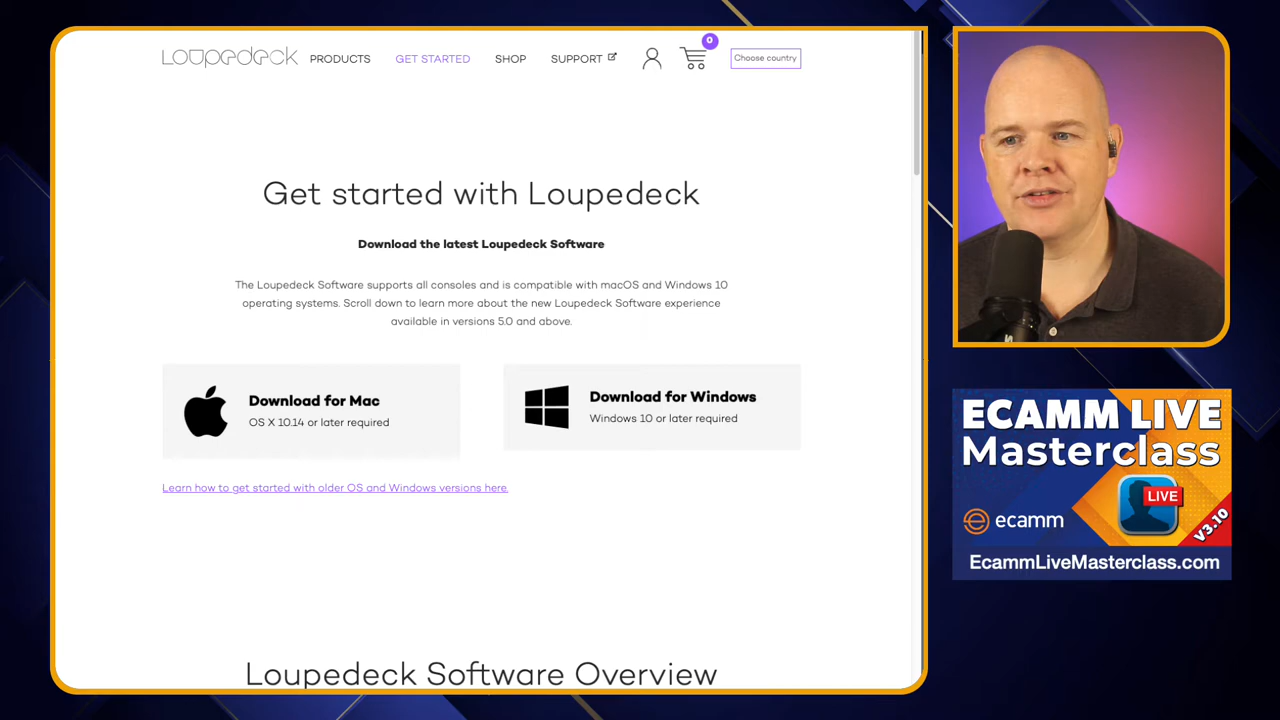 Loupedeck
PRODUCTS
GET STARTED
SHOP
SUPPORT
0
Choose country
Get started with Loupedeck
Download the latest Loupedeck Software
The Loupedeck Software supports all consoles and is compatible with macOS and Windows 10
operating systems. Scroll down to learn more about the new Loupedeck Software experience
available in versions 5.0 and above.
Download for Mac
OS X 10.14 or later required
Download for Windows
Windows 10 or later required
Learn how to get started with older OS and Windows versions here.
Loupedeck Software Overview
ECAMM LIVE
Masterclass
LIVE
ecamm
v3.10
EcammLiveMasterclass.com